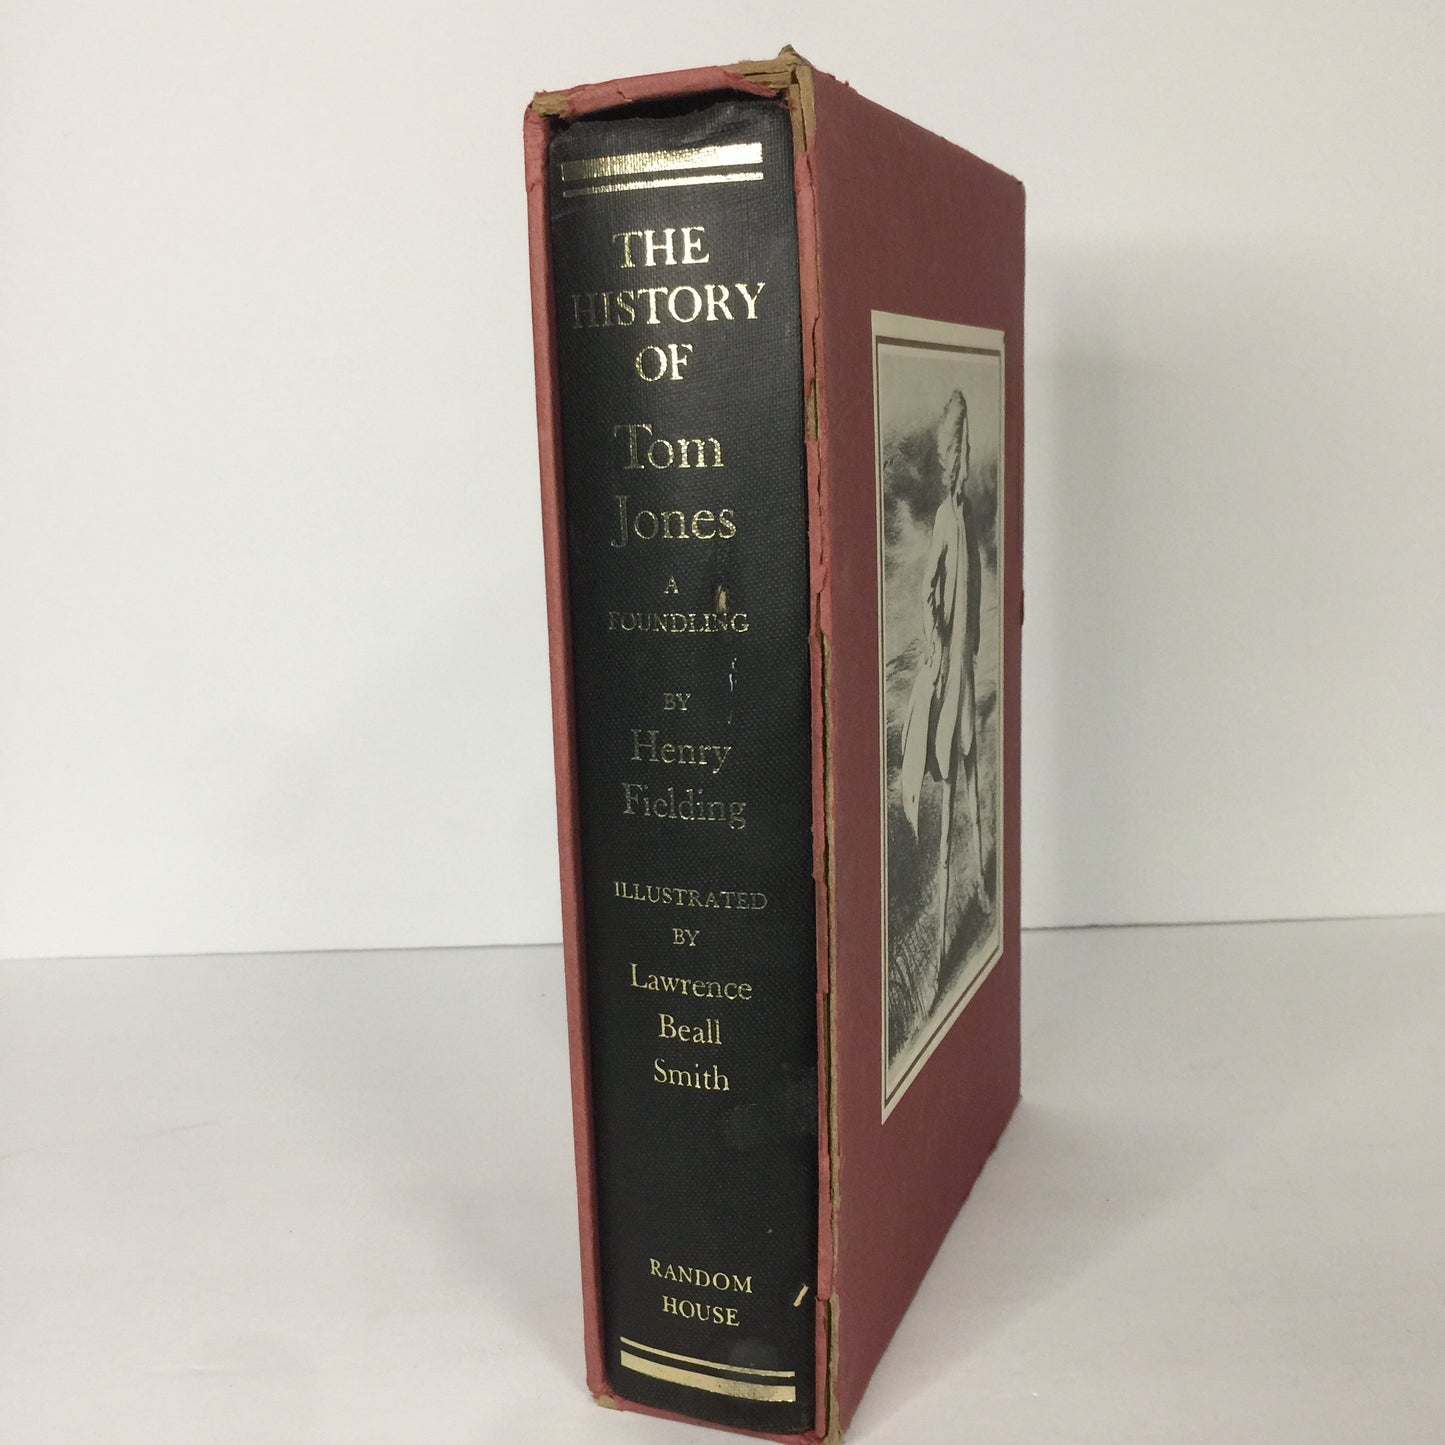 THE
HISTORY
OF
Tom
Jones
A
FOUNDLING
BY
Henry
Fielding
ILLUSTRATED
BY
Lawrence
Beall
Smith
RANDOM
HOUSE